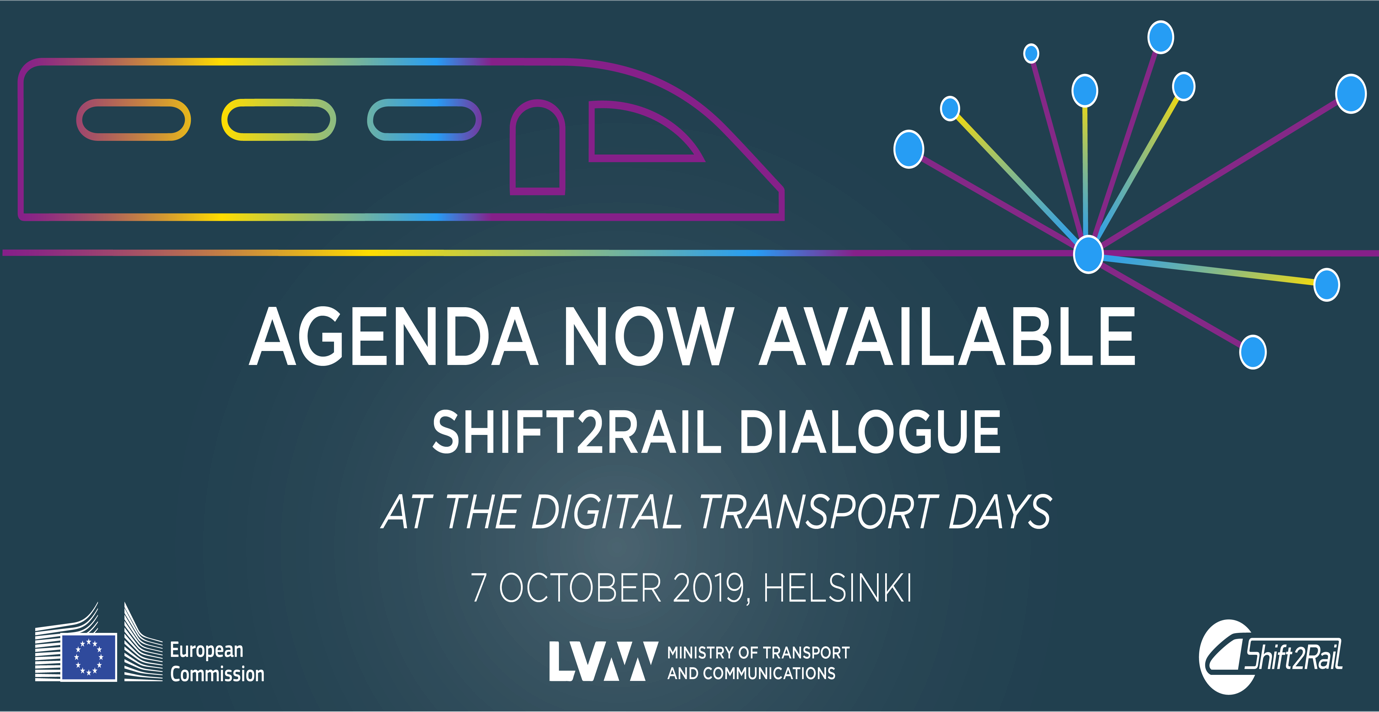 AGENDA NOW AVAILABLE
SHIFT2RAIL DIALOGUE
AT THE DIGITAL TRANSPORT DAYS
7 OCTOBER 2019, HELSINKI
European
Commission
LVM
MINISTRY OF TRANSPORT
AND COMMUNICATIONS
Shift2Rail